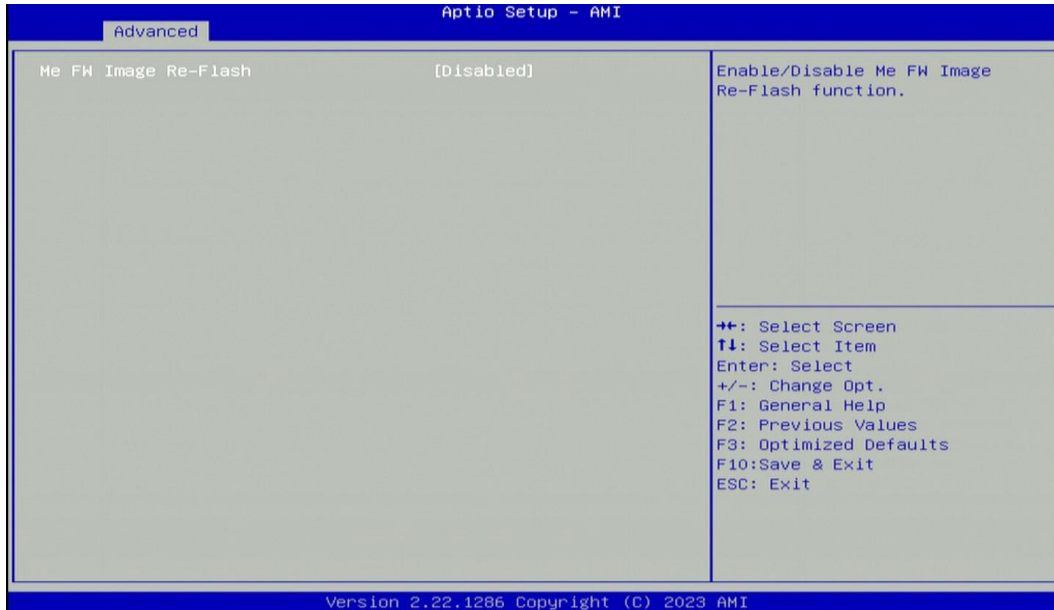 Aptio Setup – AMI
Advanced
Me FW Image Re-Flash [Disabled]
Enable/Disable Me FW Image
Re-Flash function.
→←: Select Screen
↑↓: Select Item
Enter: Select
+/-: Change Opt.
F1: General Help
F2: Previous Values
F3: Optimized Defaults
F10:Save & Exit
ESC: Exit
Version 2.22.1286 Copyright (C) 2023 AMI